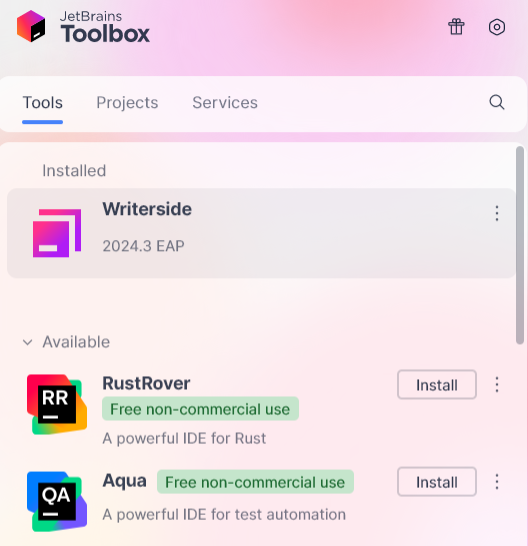 JetBrains
Toolbox
Tools Projects Services
Installed
Writerside
2024.3 EAP
Available
RR
RustRover
Install
Free non-commercial use
A powerful IDE for Rust
QA
Aqua Free non-commercial use
Install
A powerful IDE for test automation